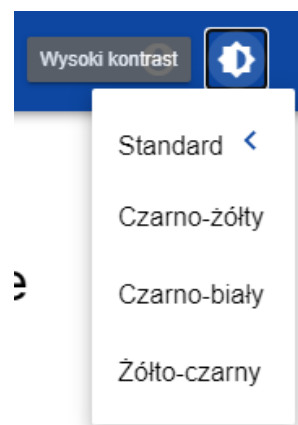 Wysoki kontrast
Standard
Czarno-żółty
e
Czarno-biały
Żółto-czarny